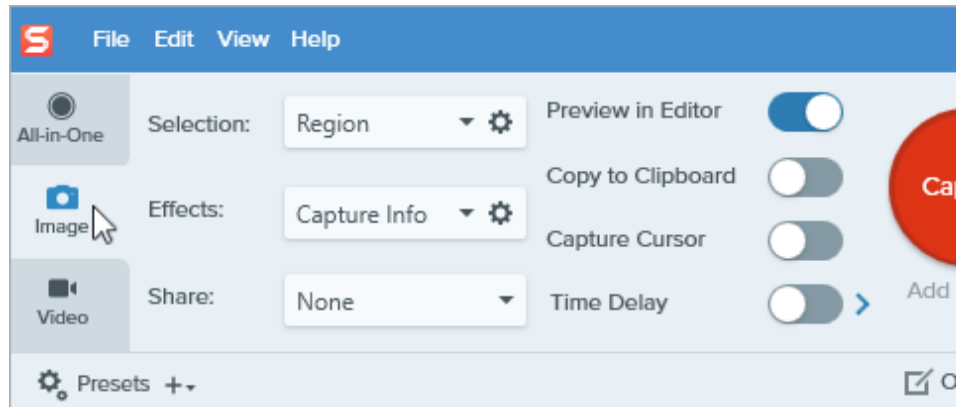 File Edit View Help
All-in-One
Image
Video
Selection: Region
Effects: Capture Info
Share: None
Preview in Editor
Copy to Clipboard
Capture Cursor
Time Delay
Add
Presets